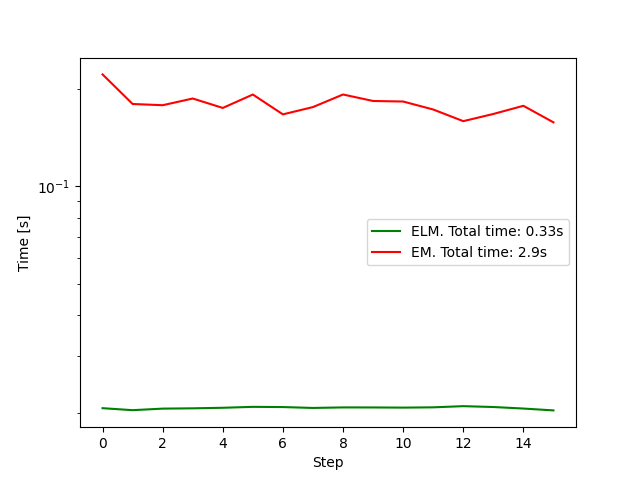 Time [s]
10⁻¹
ELM. Total time: 0.33s
EM. Total time: 2.9s
0 2 4 6 8 10 12 14
Step